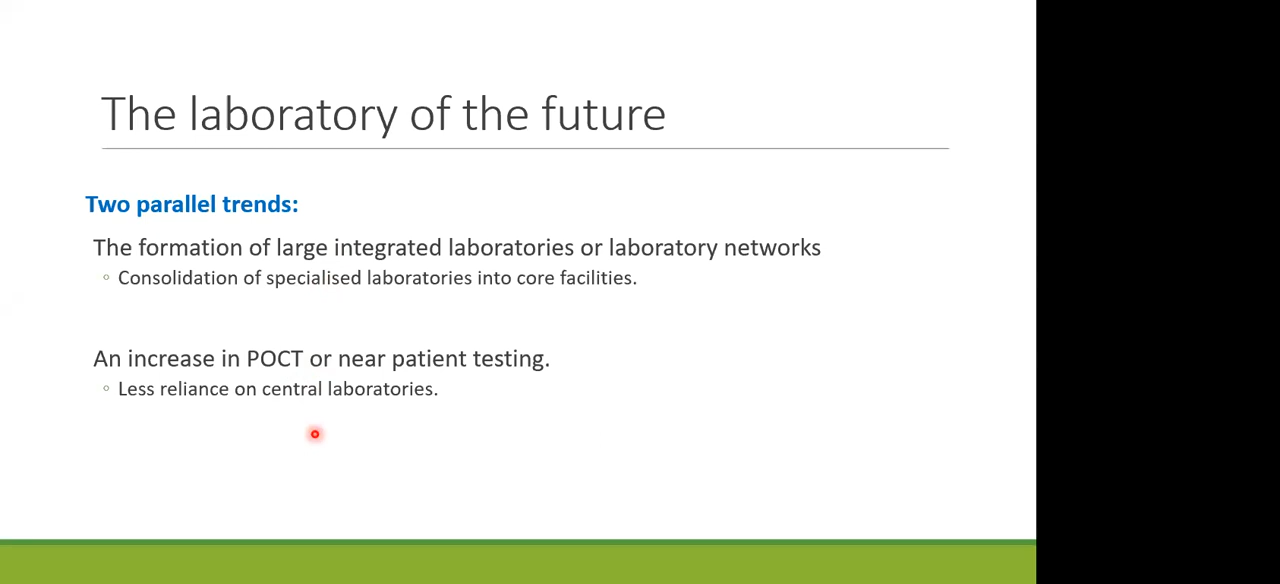 The laboratory of the future
Two parallel trends:
The formation of large integrated laboratories or laboratory networks
◦ Consolidation of specialised laboratories into core facilities.
An increase in POCT or near patient testing.
◦ Less reliance on central laboratories.